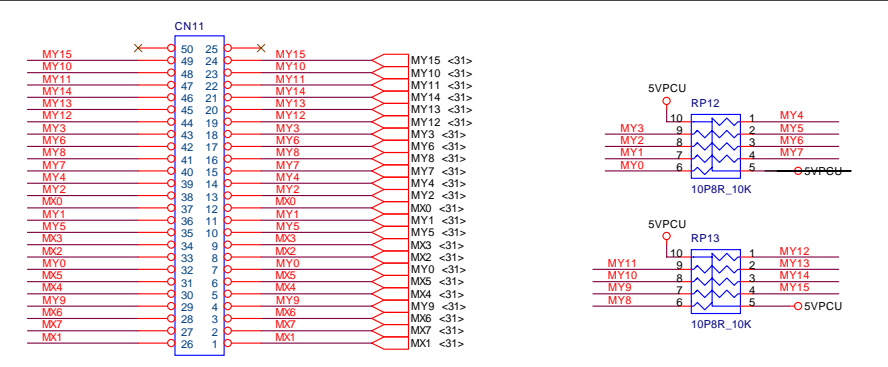 CN11
50 25
MY15 49 24 MY15 MY15 <31>
MY10 48 23 MY10 MY10 <31>
MY11 47 22 MY11 MY11 <31>
MY14 46 21 MY14 MY14 <31>
MY13 45 20 MY13 MY13 <31>
MY12 44 19 MY12 MY12 <31>
MY3 43 18 MY3 MY3 <31>
MY6 42 17 MY6 MY6 <31>
MY8 41 16 MY8 MY8 <31>
MY7 40 15 MY7 MY7 <31>
MY4 39 14 MY4 MY4 <31>
MY2 38 13 MY2 MY2 <31>
MX0 37 12 MX0 MX0 <31>
MY1 36 11 MY1 MY1 <31>
MY5 35 10 MY5 MY5 <31>
MX3 34 9 MX3 MX3 <31>
MX2 33 8 MX2 MX2 <31>
MY0 32 7 MY0 MY0 <31>
MX5 31 6 MX5 MX5 <31>
MX4 30 5 MX4 MX4 <31>
MY9 29 4 MY9 MY9 <31>
MX6 28 3 MX6 MX6 <31>
MX7 27 2 MX7 MX7 <31>
MX1 26 1 MX1 MX1 <31>
5VPCU
RP12
10 1 MY4
MY3 9 2 MY5
MY2 8 3 MY6
MY1 7 4 MY7
MY0 6 5 5VPCU
10P8R_10K
5VPCU
RP13
10 1 MY12
MY11 9 2 MY13
MY10 8 3 MY14
MY9 7 4 MY15
MY8 6 5 5VPCU
10P8R_10K